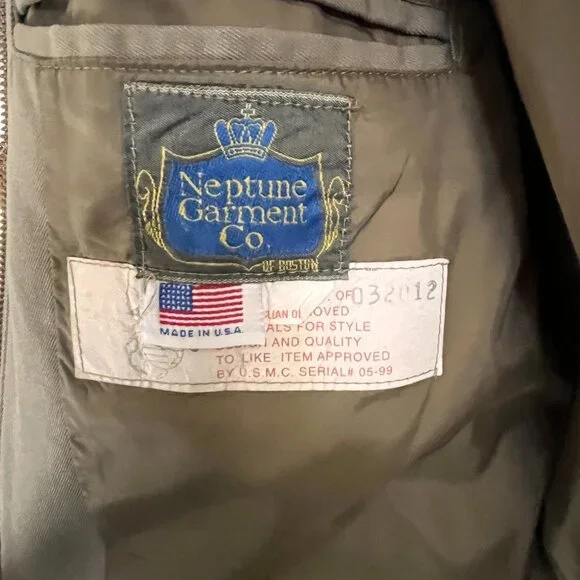 Neptune
Garment
Co.
OF BOSTON
MADE IN U.S.A.
OF 032012
OVED
ALS FOR STYLE
AND QUALITY
TO LIKE ITEM APPROVED
BY U.S.M.C. SERIAL# 05-99